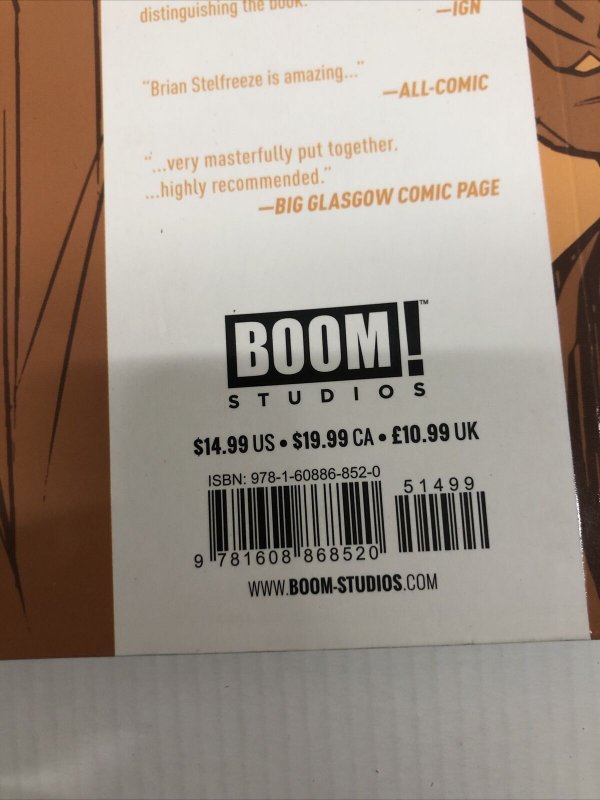 distinguishing the book.
—IGN
“Brian Stelfreeze is amazing...”
—ALL-COMIC
“...very masterfully put together.
...highly recommended.”
—BIG GLASGOW COMIC PAGE
BOOM!™
STUDIOS
$14.99 US • $19.99 CA • £10.99 UK
ISBN: 978-1-60886-852-0
51499
9 781608 868520
WWW.BOOM-STUDIOS.COM